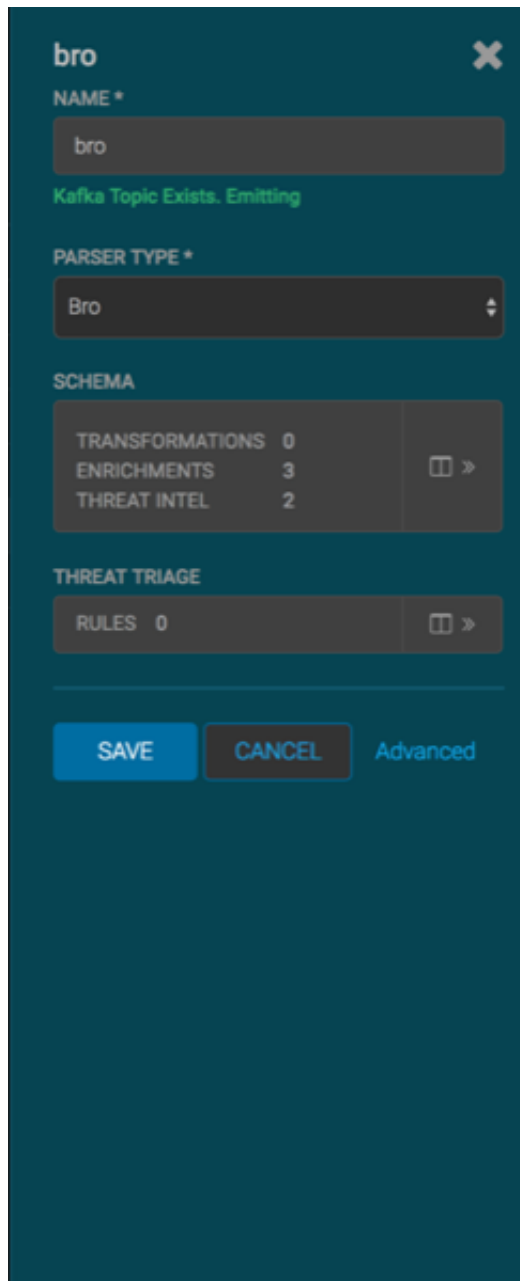 bro
NAME *
bro
Kafka Topic Exists. Emitting
PARSER TYPE *
Bro
SCHEMA
TRANSFORMATIONS 0
ENRICHMENTS 3
THREAT INTEL 2
THREAT TRIAGE
RULES 0
SAVE CANCEL Advanced